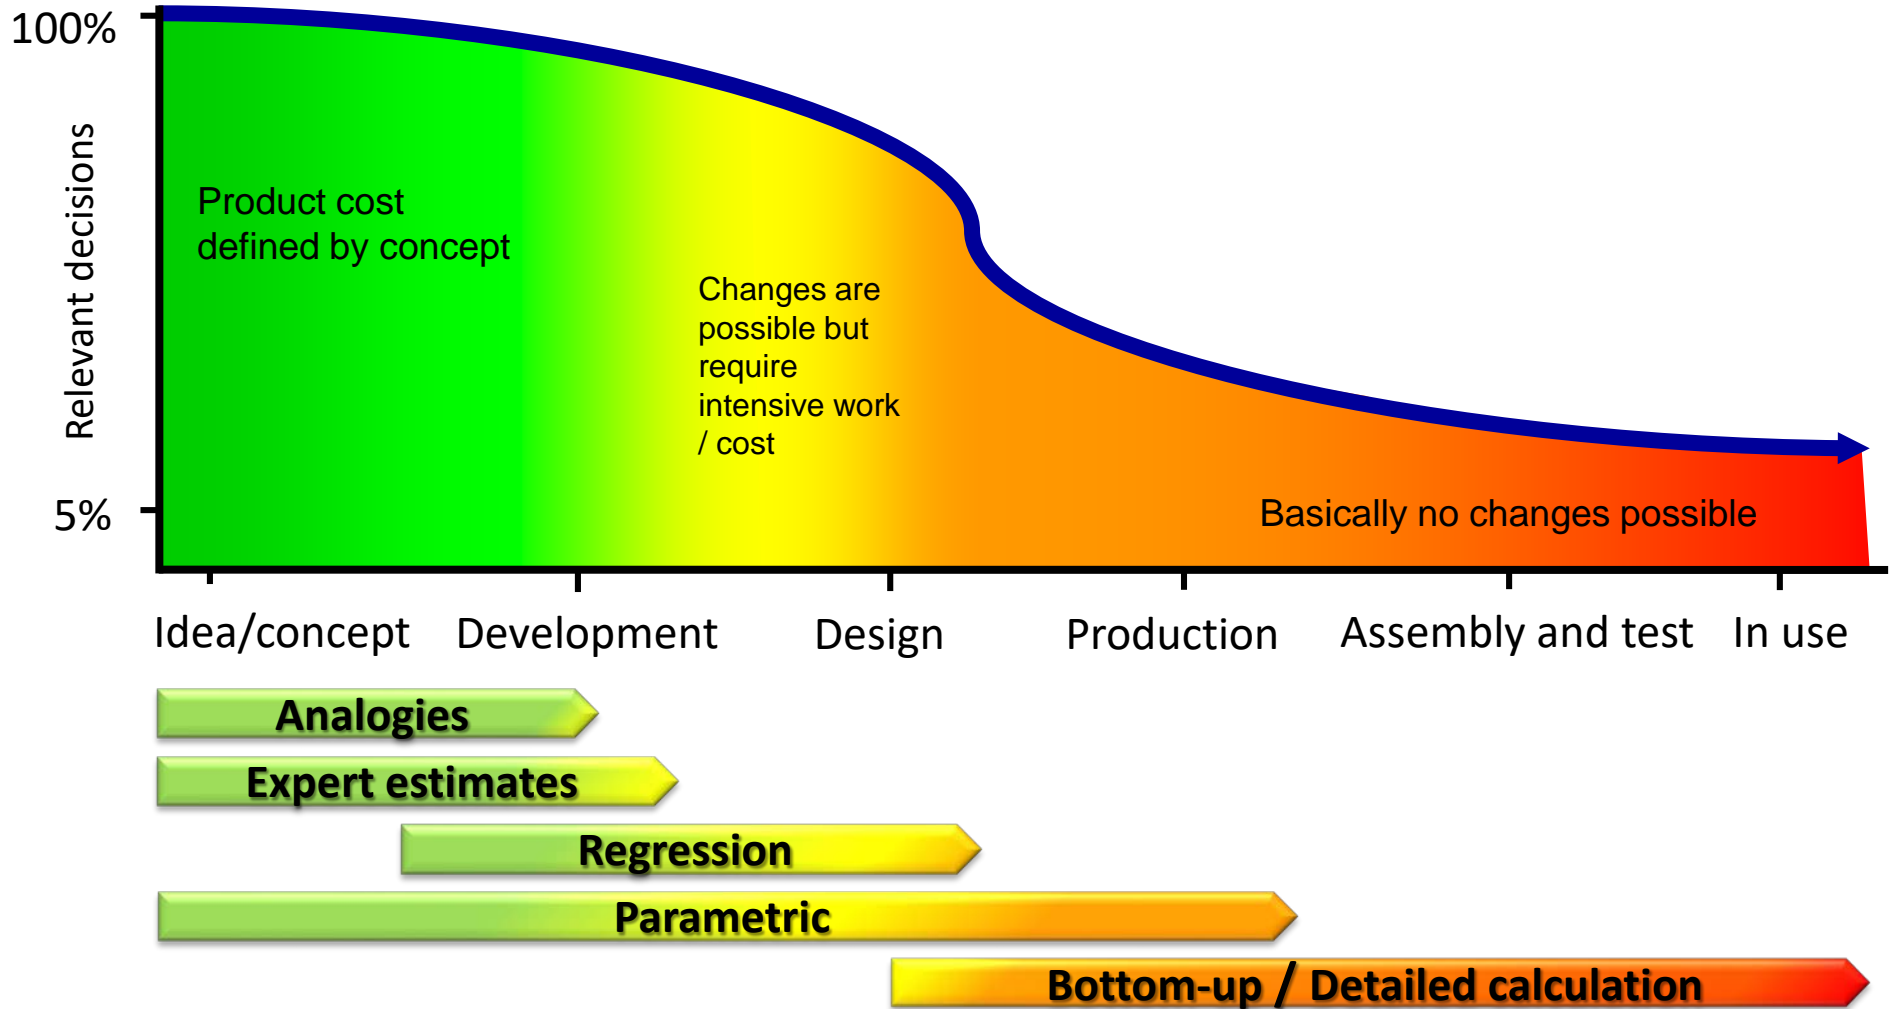 100%
Relevant decisions
5%
Product cost
defined by concept
Changes are
possible but
require
intensive work
/ cost
Basically no changes possible
Idea/concept
Development
Design
Production
Assembly and test
In use
Analogies
Expert estimates
Regression
Parametric
Bottom-up / Detailed calculation